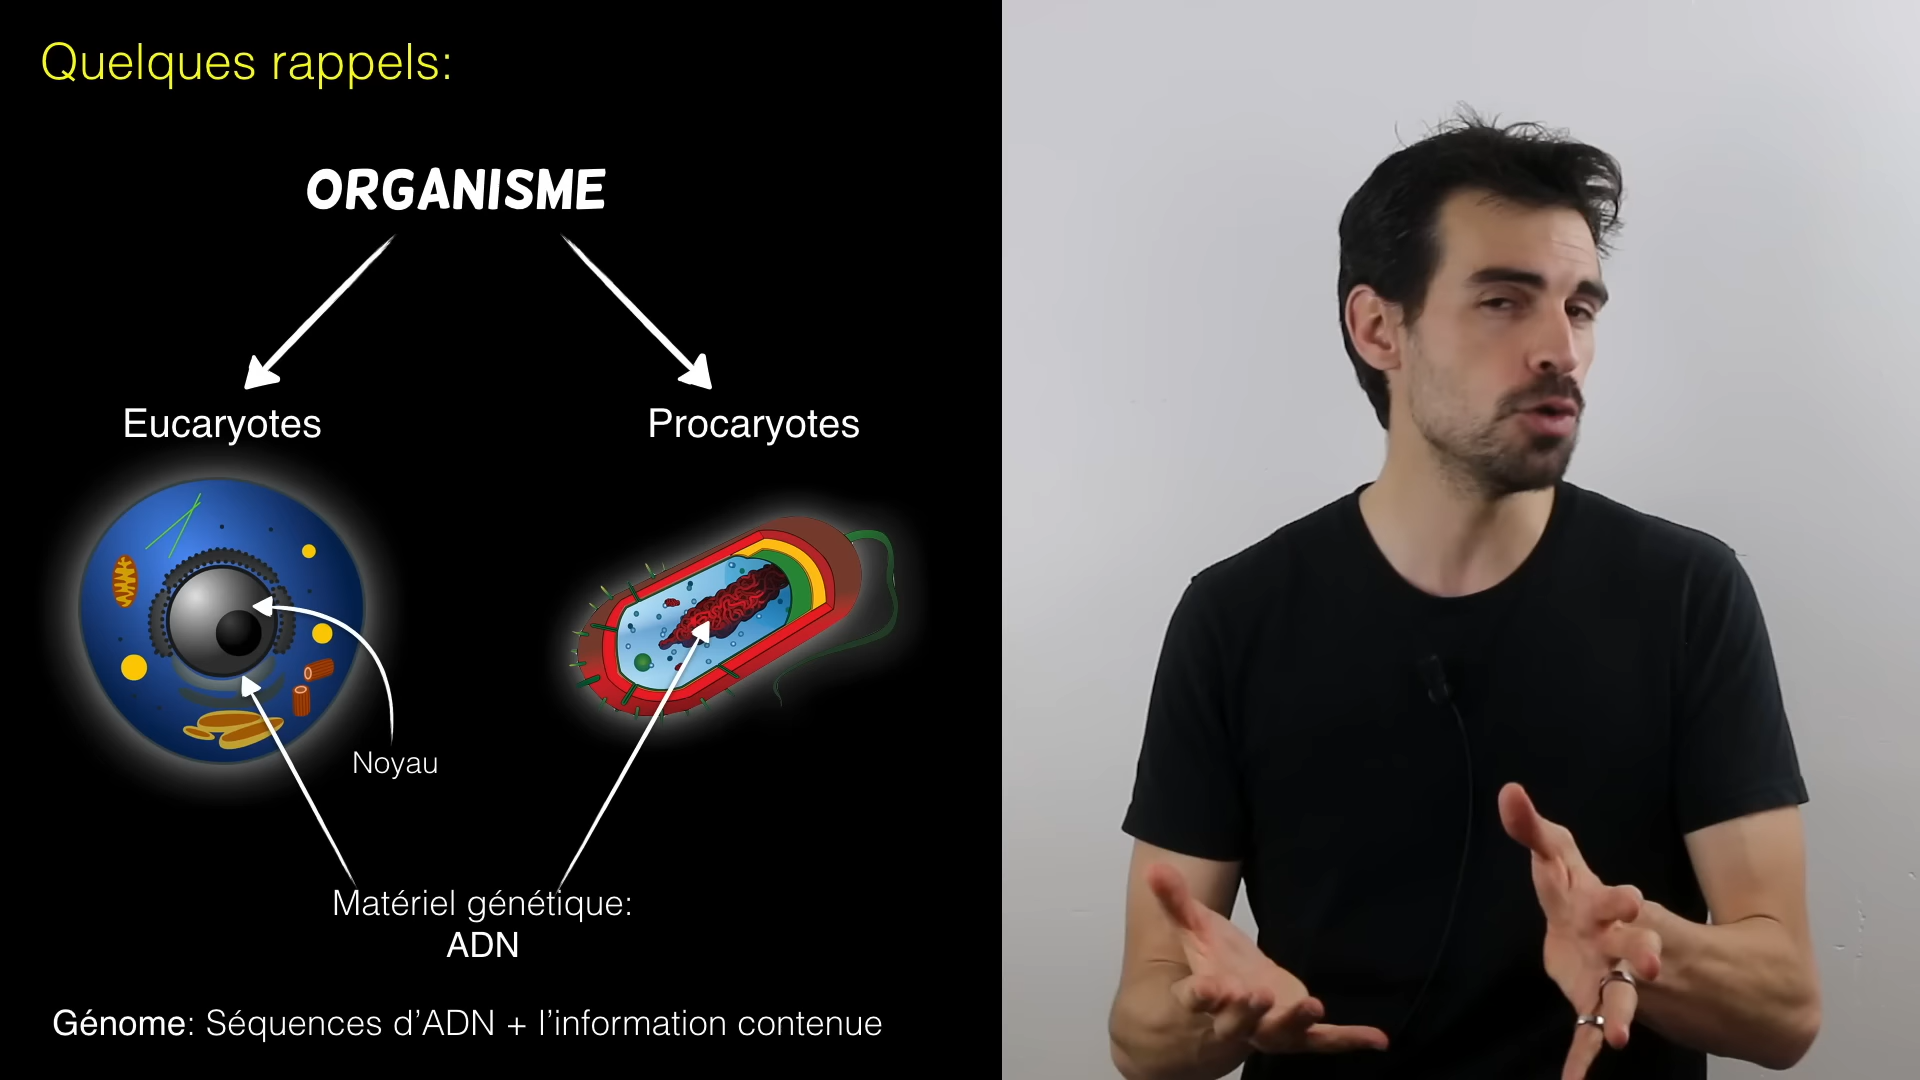 Quelques rappels:
ORGANISME
Eucaryotes
Procaryotes
Noyau
Matériel génétique:
ADN
Génome: Séquences d'ADN + l'information contenue